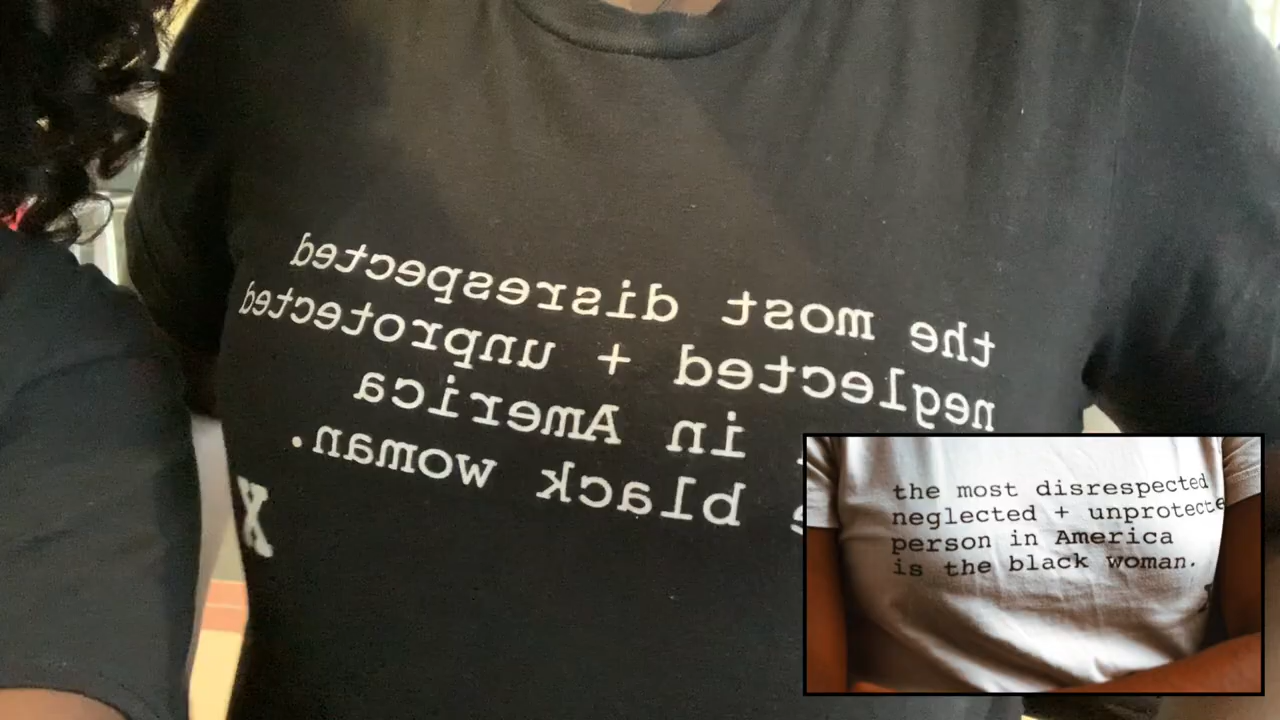 the most disrespected
neglected + unprotected
in America
black woman.
X
the most disrespected
neglected + unprotecte
person in America
is the black woman.